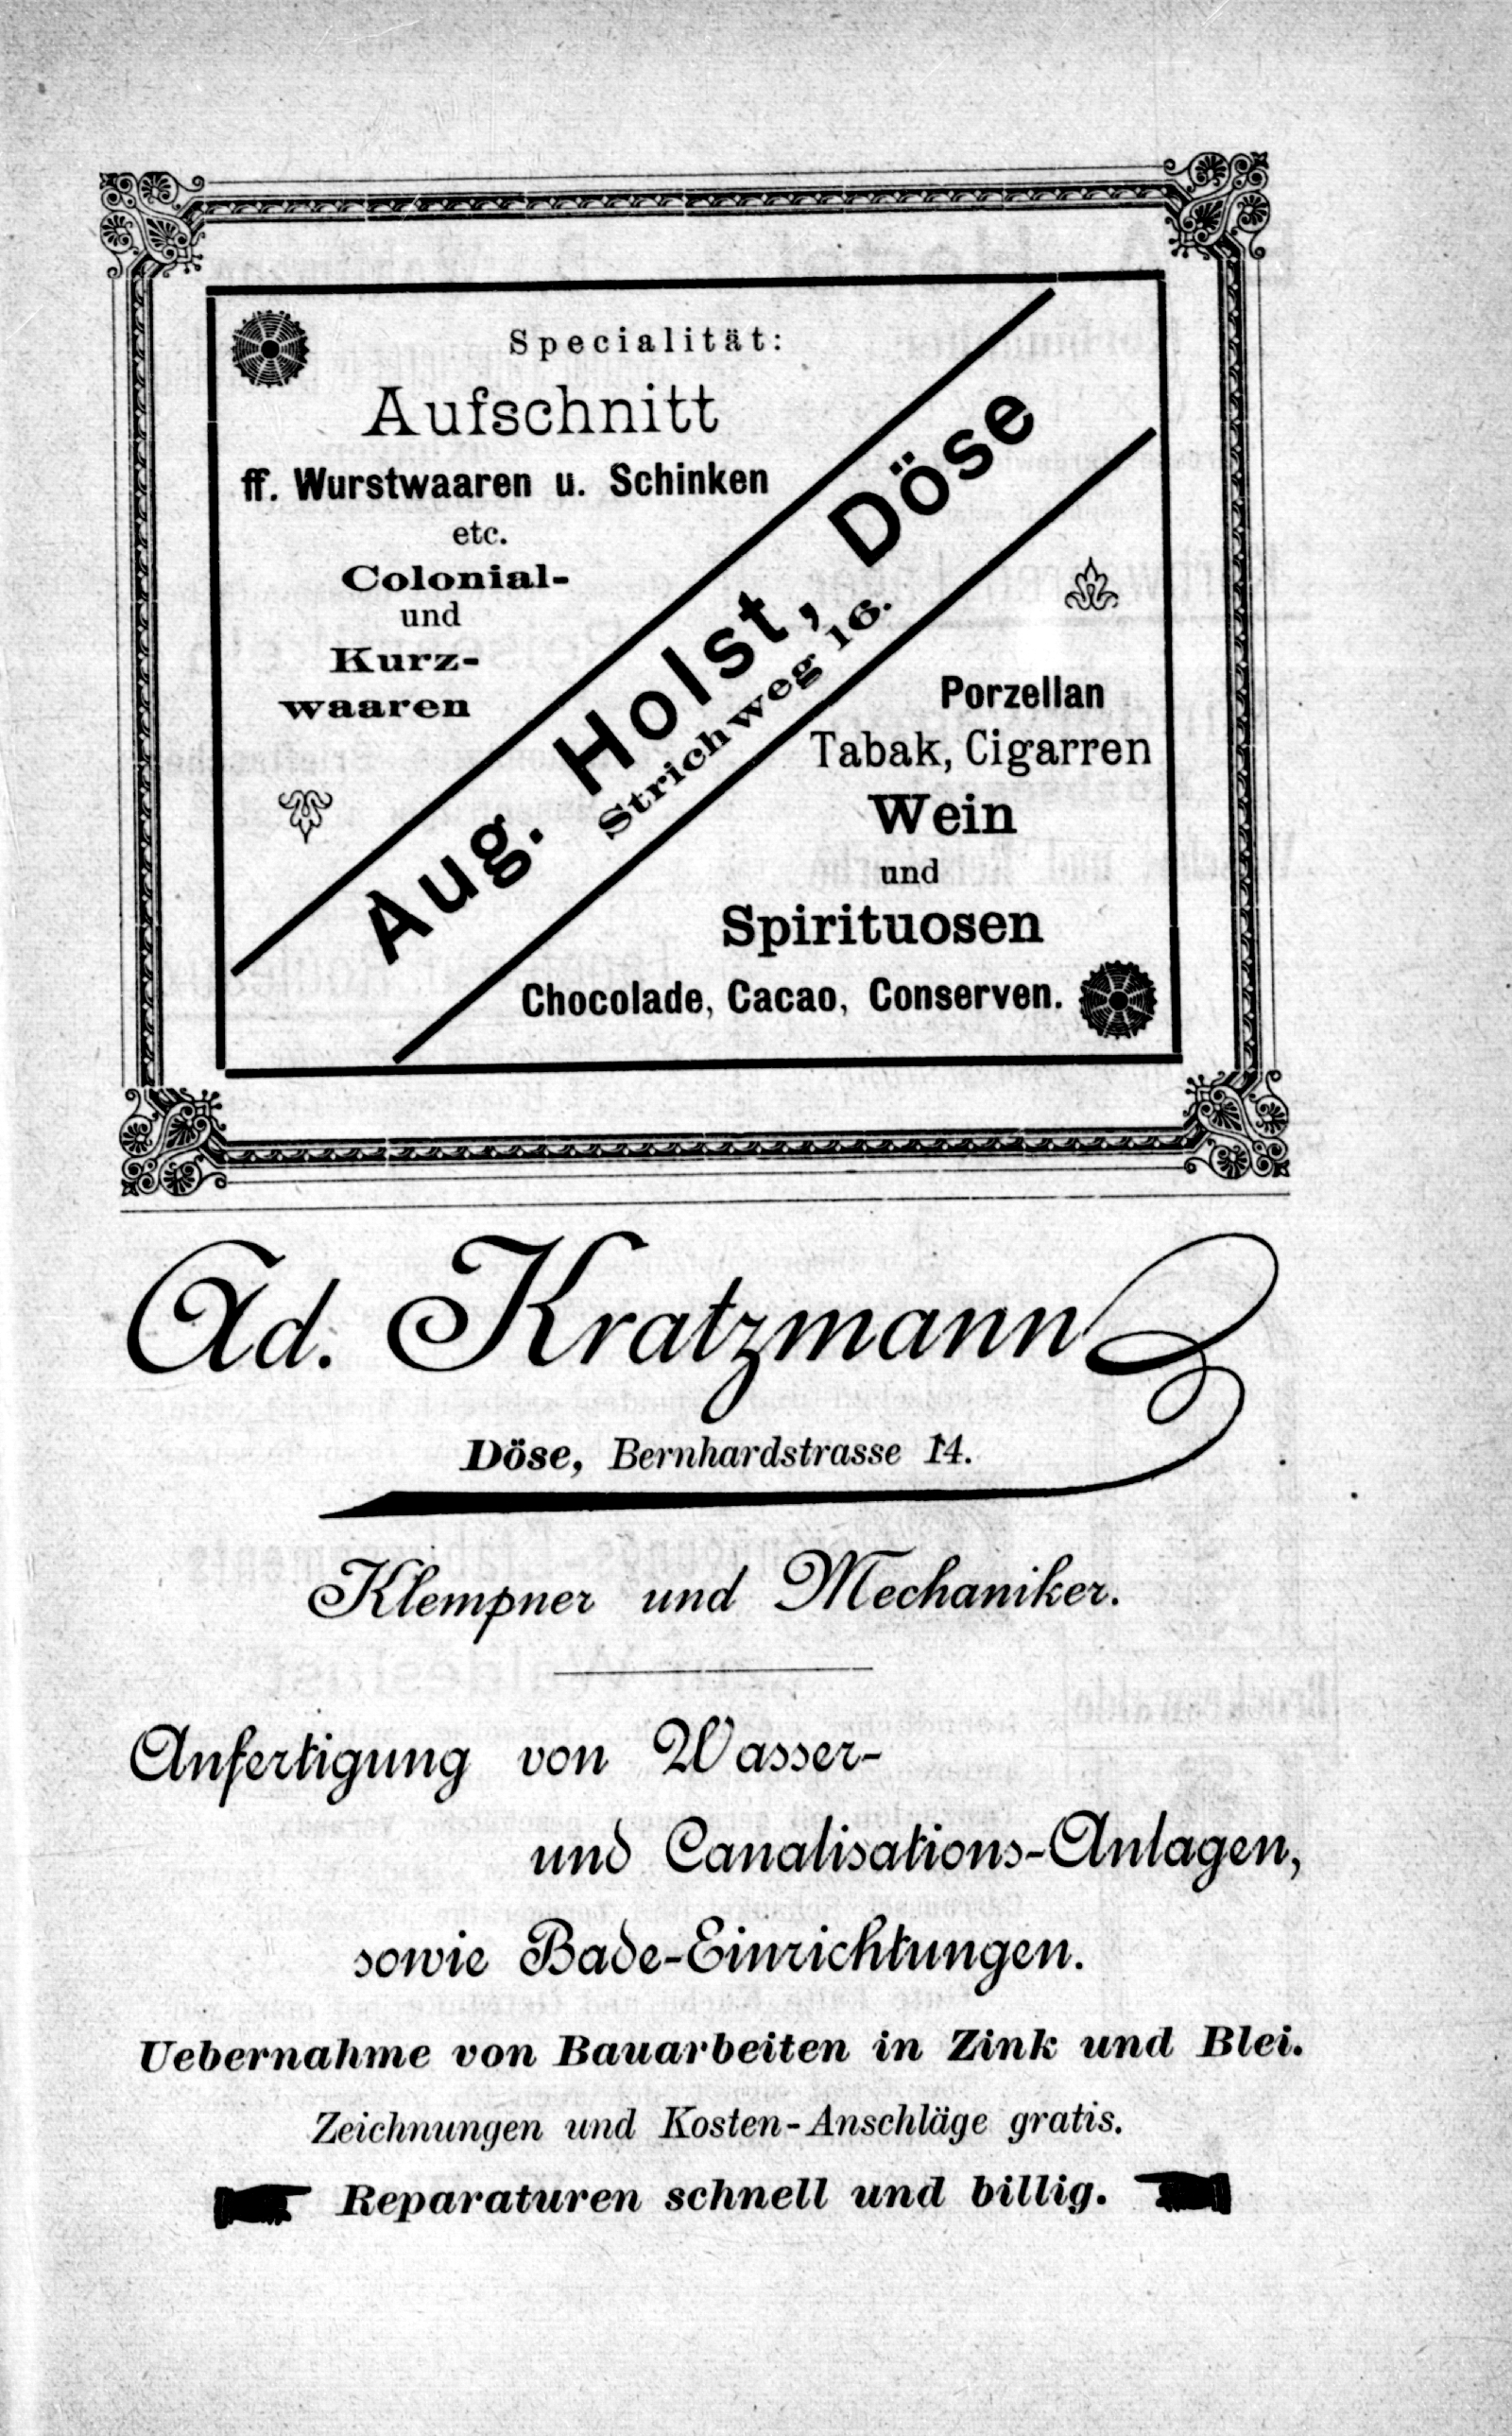 Specialität:
Aufschnitt
ff. Wurstwaaren u. Schinken
etc.
Colonial-
und
Kurz-
waaren
Aug. Holst, Döse
Strichweg 16.
Porzellan
Tabak, Cigarren
Wein
und
Spirituosen
Chocolade, Cacao, Conserven.
Ad. Kratzmann
Döse, Bernhardstrasse 14.
Klempner und Mechaniker.
Anfertigung von Wasser-
und Canalisations-Anlagen,
sowie Bade-Einrichtungen.
Uebernahme von Bauarbeiten in Zink und Blei.
Zeichnungen und Kosten-Anschläge gratis.
Reparaturen schnell und billig.